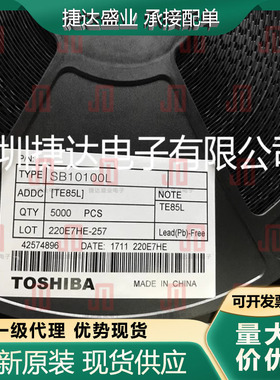 捷达盛业 承接配单
圳捷达电子有限公司
P/N:
TYPE SB10100L
ADDC [TE85L]
NOTE
TE85L
QTY 5000 PCS
LOT 220E7HE-257
Lead(Pb)-Free
42574896 DATE: 1711 220E7HE
TOSHIBA MADE IN CHINA
可开发票
一级代理 优势现货
全新原装 现货供应
量大
价